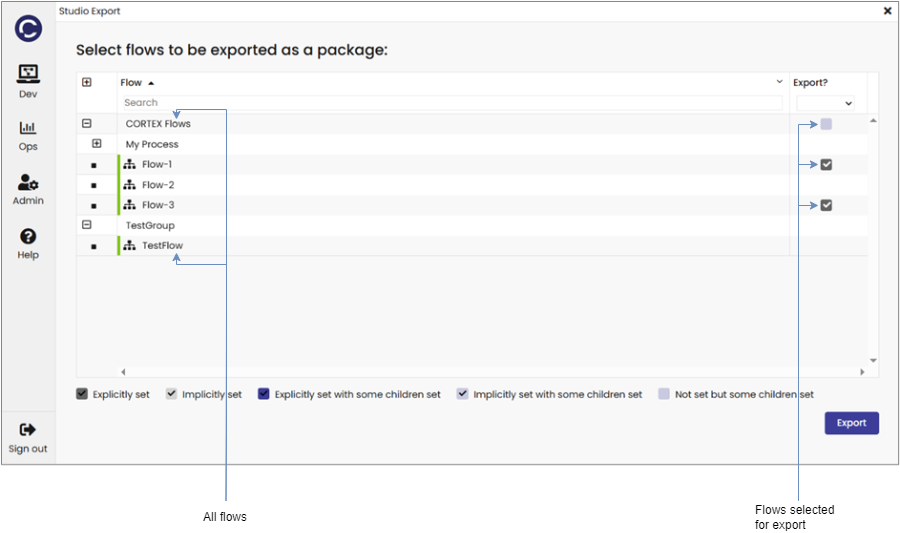 Studio Export
Select flows to be exported as a package:
Dev
Ops
Admin
Help
Sign out
Flow
Export?
Search
CORTEX Flows
My Process
Flow-1
Flow-2
Flow-3
TestGroup
TestFlow
Explicitly set
Implicitly set
Explicitly set with some children set
Implicitly set with some children set
Not set but some children set
Export
All flows
Flows selected
for export